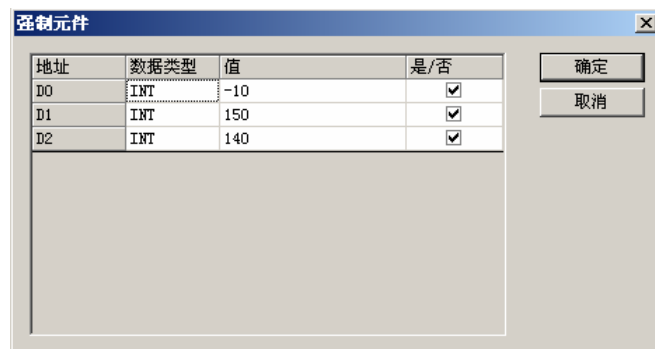 强制元件
地址 数据类型 值 是/否
D0 INT -10
D1 INT 150
D2 INT 140
确定
取消